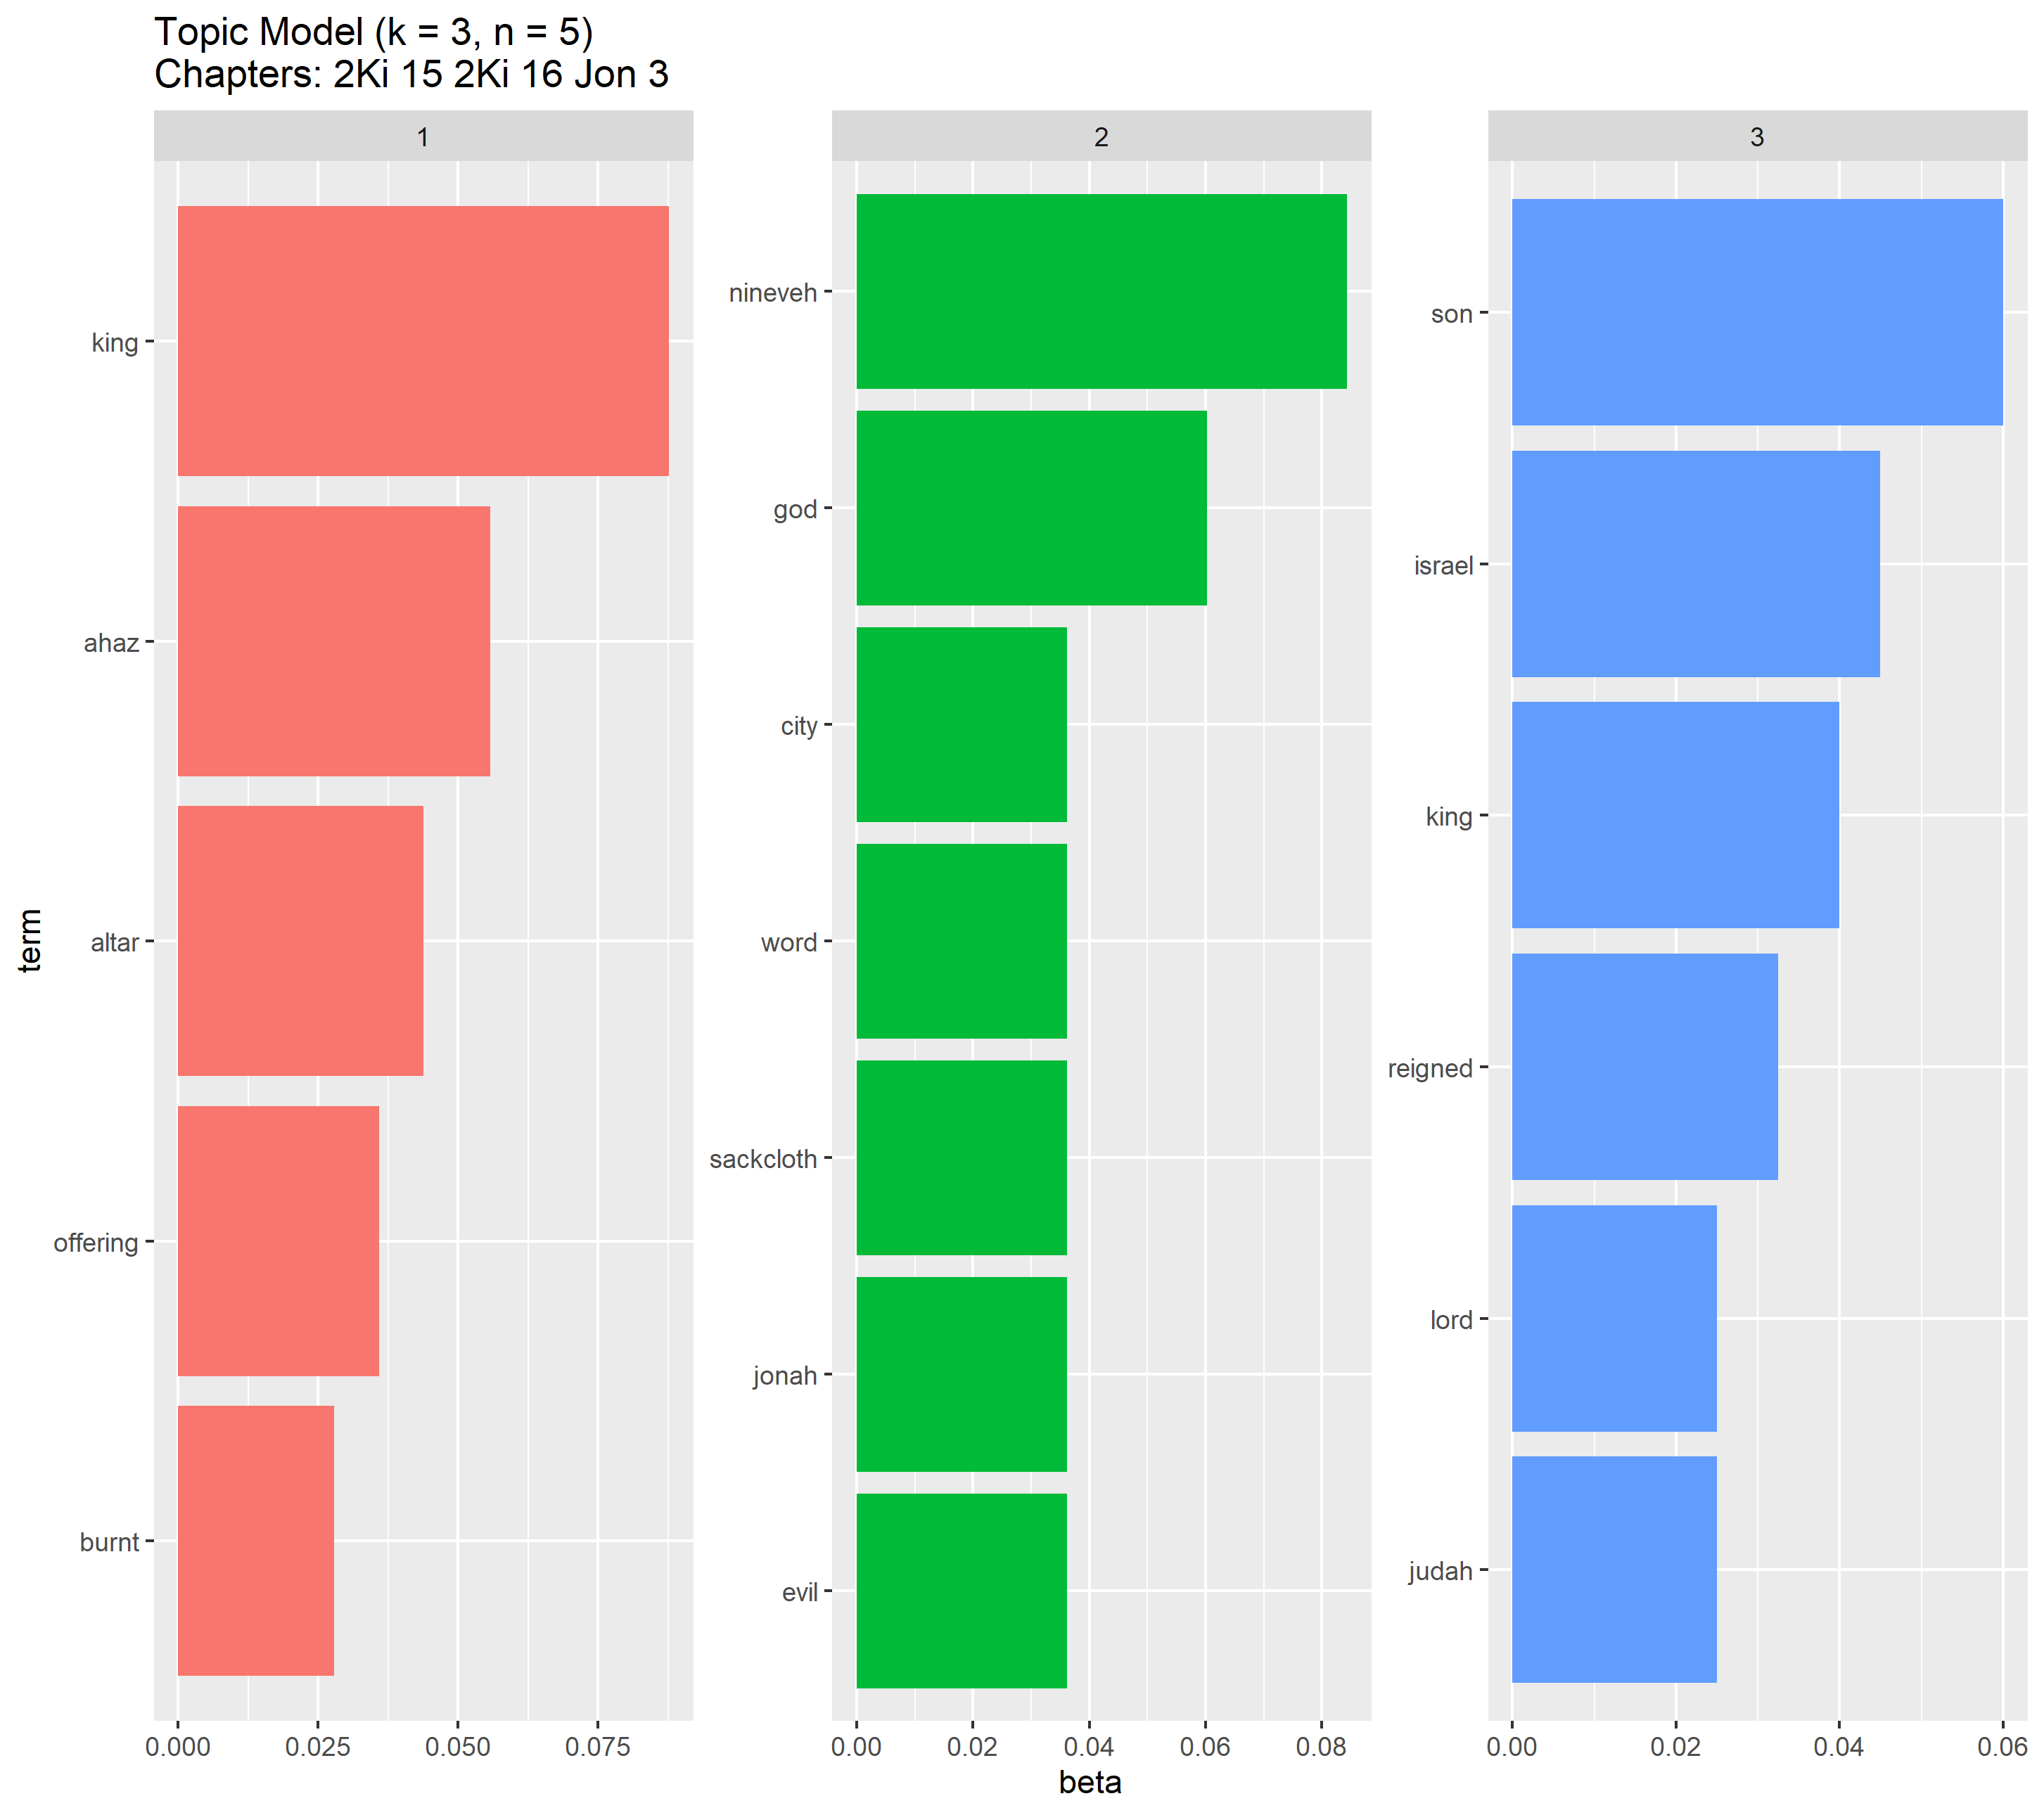 Topic Model (k = 3, n = 5)
Chapters: 2Ki 15 2Ki 16 Jon 3
1
2
3
term
king
ahaz
altar
offering
burnt
0.000 0.025 0.050 0.075
nineveh
god
city
word
sackcloth
jonah
evil
0.00 0.02 0.04 0.06 0.08
son
israel
king
reigned
lord
judah
0.00 0.02 0.04 0.06
beta